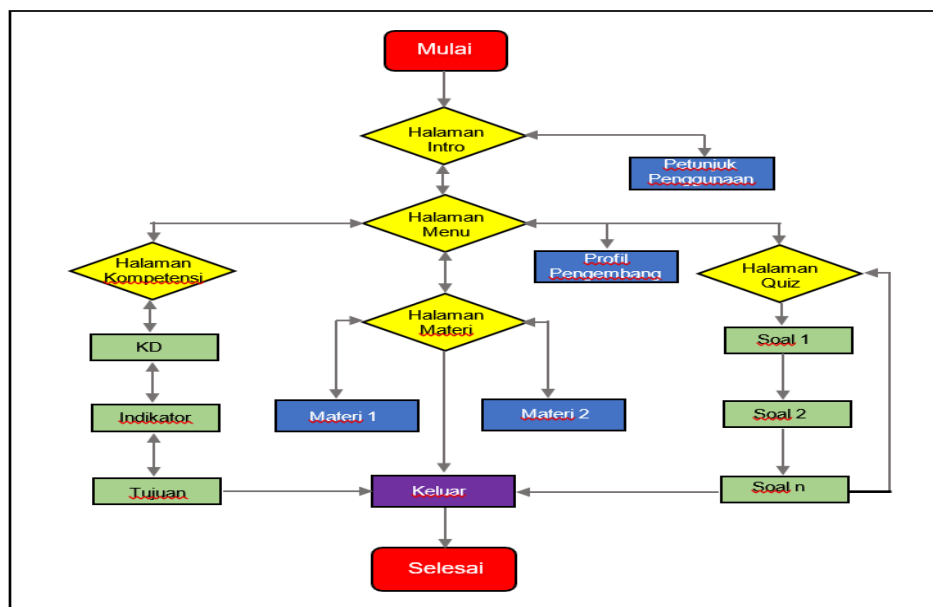 Mulai
Halaman
Intro
Petunjuk
Penggunaan
Halaman
Menu
Halaman
Kompetensi
Profil
Pengembang
Halaman
Quiz
Halaman
Materi
KD
Soal 1
Indikator
Materi 1
Materi 2
Soal 2
Tujuan
Keluar
Soal n
Selesai